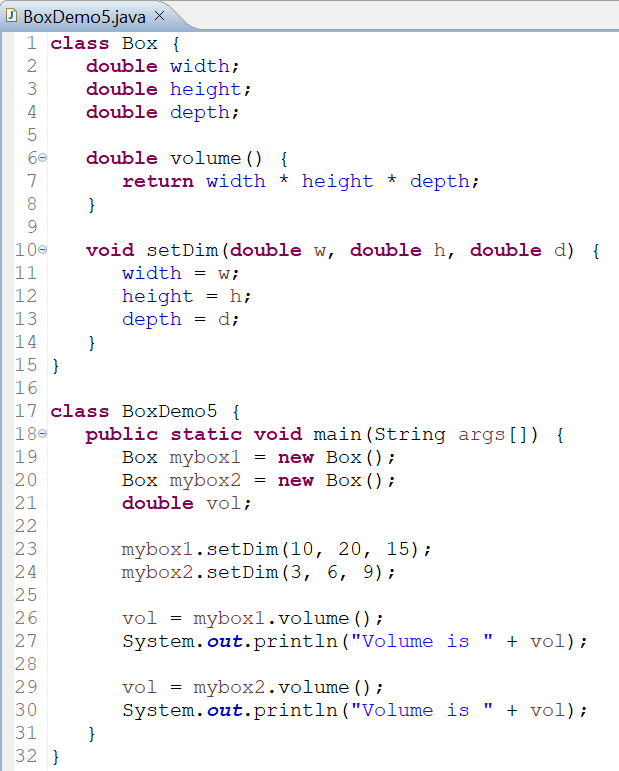 BoxDemo5.java
1 class Box {
2    double width;
3    double height;
4    double depth;
5
6    double volume() {
7       return width * height * depth;
8    }
9
10    void setDim(double w, double h, double d) {
11       width = w;
12       height = h;
13       depth = d;
14    }
15 }
16
17 class BoxDemo5 {
18    public static void main(String args[]) {
19       Box mybox1 = new Box();
20       Box mybox2 = new Box();
21       double vol;
22
23       mybox1.setDim(10, 20, 15);
24       mybox2.setDim(3, 6, 9);
25
26       vol = mybox1.volume();
27       System.out.println("Volume is " + vol);
28
29       vol = mybox2.volume();
30       System.out.println("Volume is " + vol);
31    }
32 }